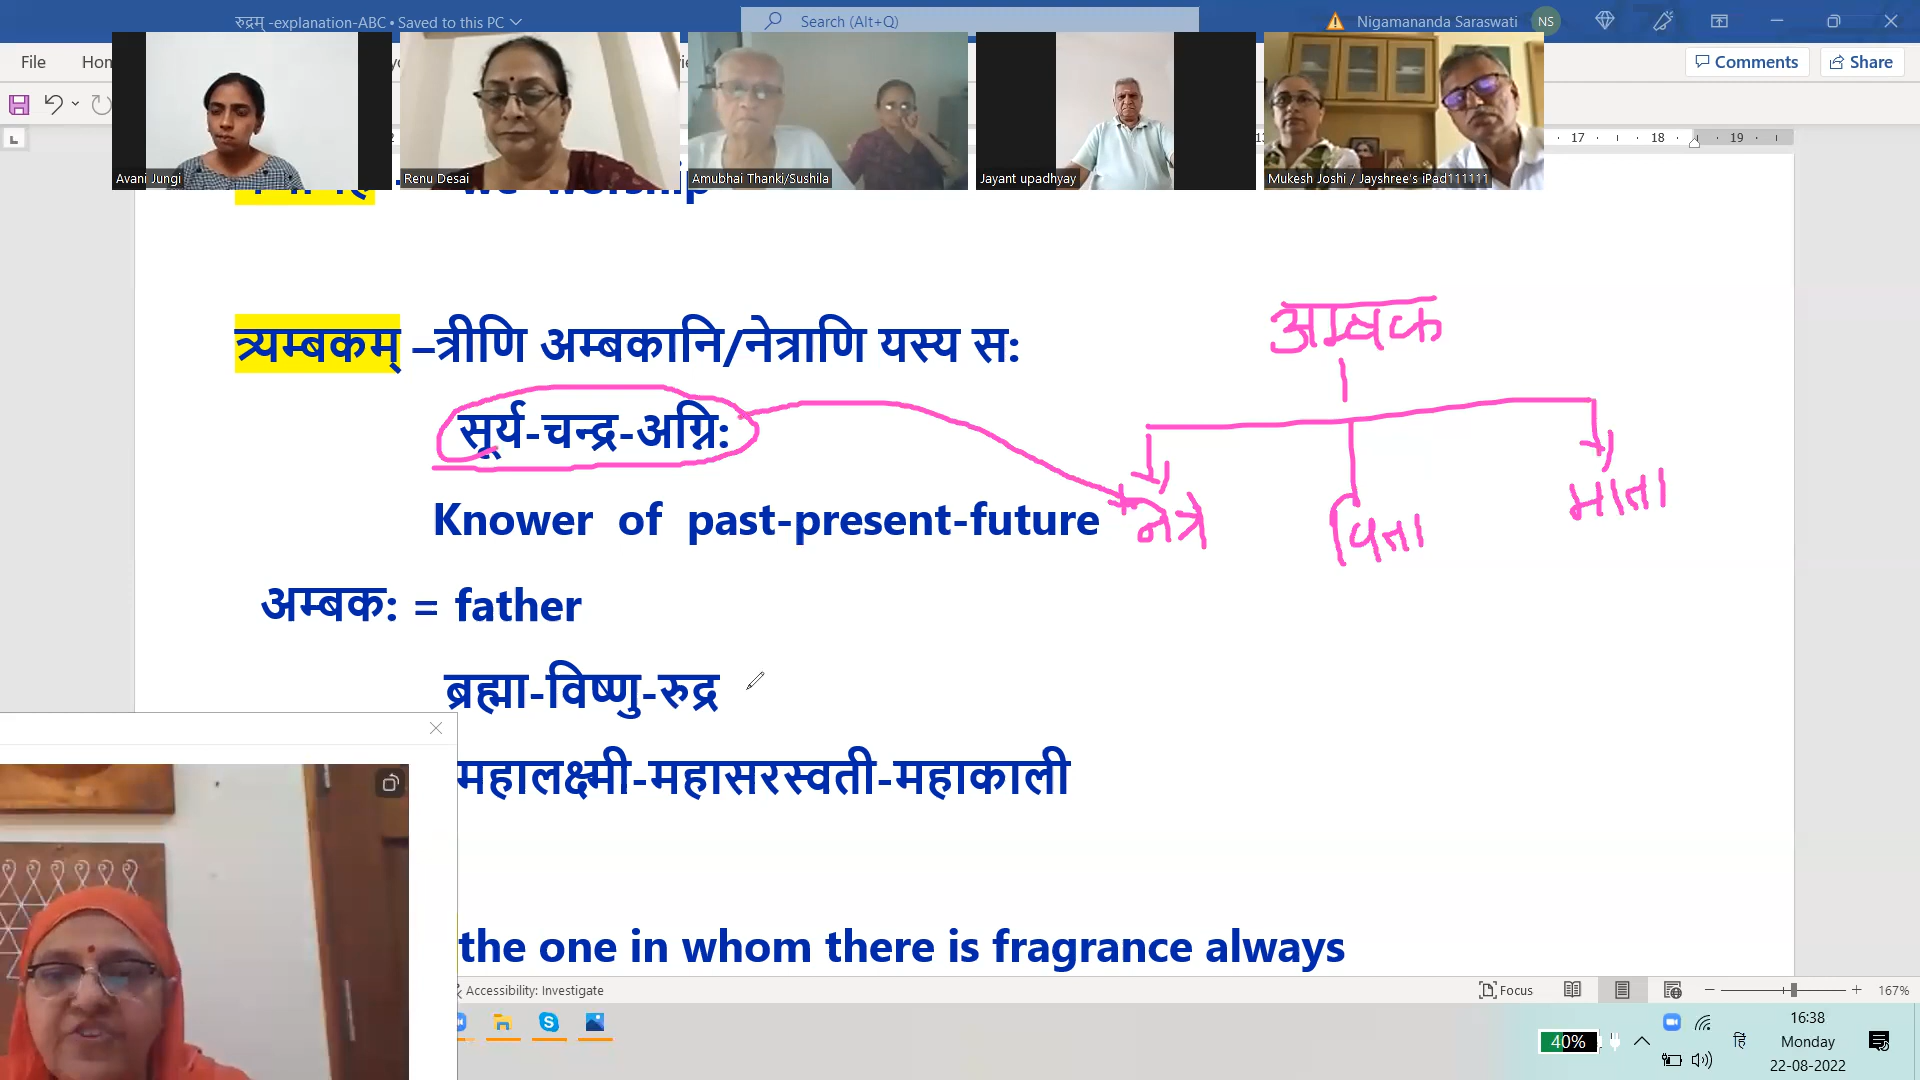 रुद्रम् -explanation-ABC • Saved to this PC
Search (Alt+Q)
Nigamananda Saraswati
NS
File
Comments
Share
Avani Jungi
Renu Desai
Amubhai Thanki/Sushila
Jayant upadhyay
Mukesh Joshi / Jayshree's iPad111111
17 18 19
we worship
त्र्यम्बकम् –त्रीणि अम्बकानि/नेत्राणि यस्य स:
अम्बक
सूर्य-चन्द्र-अग्नि:
Knower of past-present-future
नेत्र
पिता
माता
अम्बक: = father
ब्रह्मा-विष्णु-रुद्र
महालक्ष्मी-महासरस्वती-महाकाली
the one in whom there is fragrance always
Accessibility: Investigate
Focus
167%
40%
हि
16:38
Monday
22-08-2022